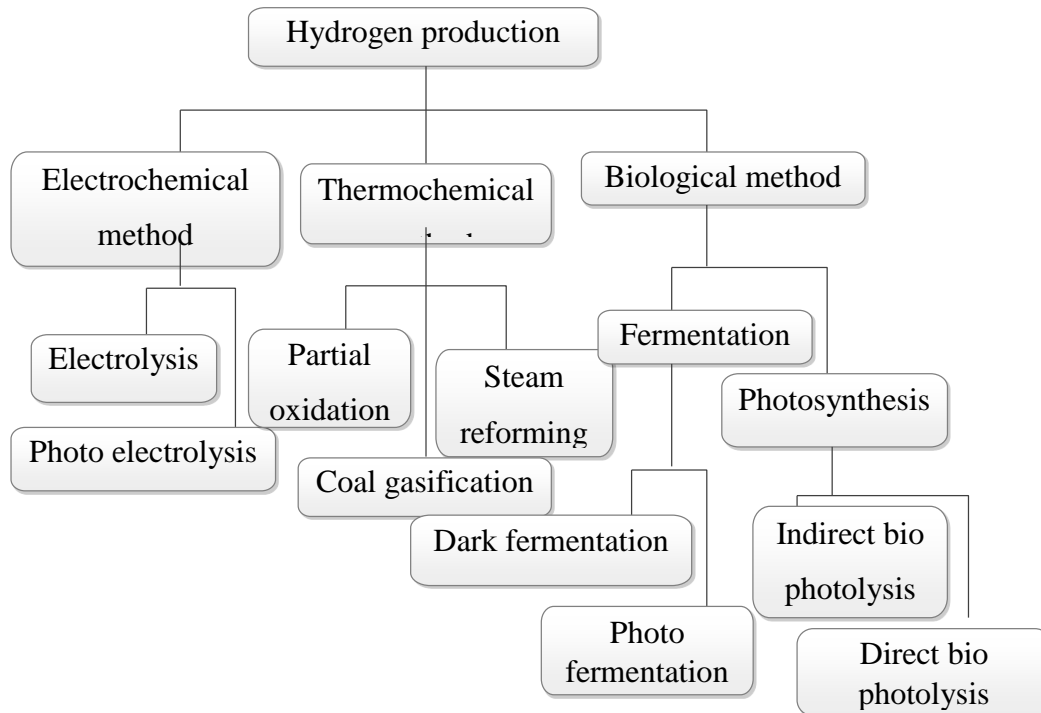 Hydrogen production
Electrochemical
method
Thermochemical
Biological method
Electrolysis
Photo electrolysis
Partial
oxidation
Steam
reforming
Coal gasification
Fermentation
Photosynthesis
Dark fermentation
Photo
fermentation
Indirect bio
photolysis
Direct bio
photolysis